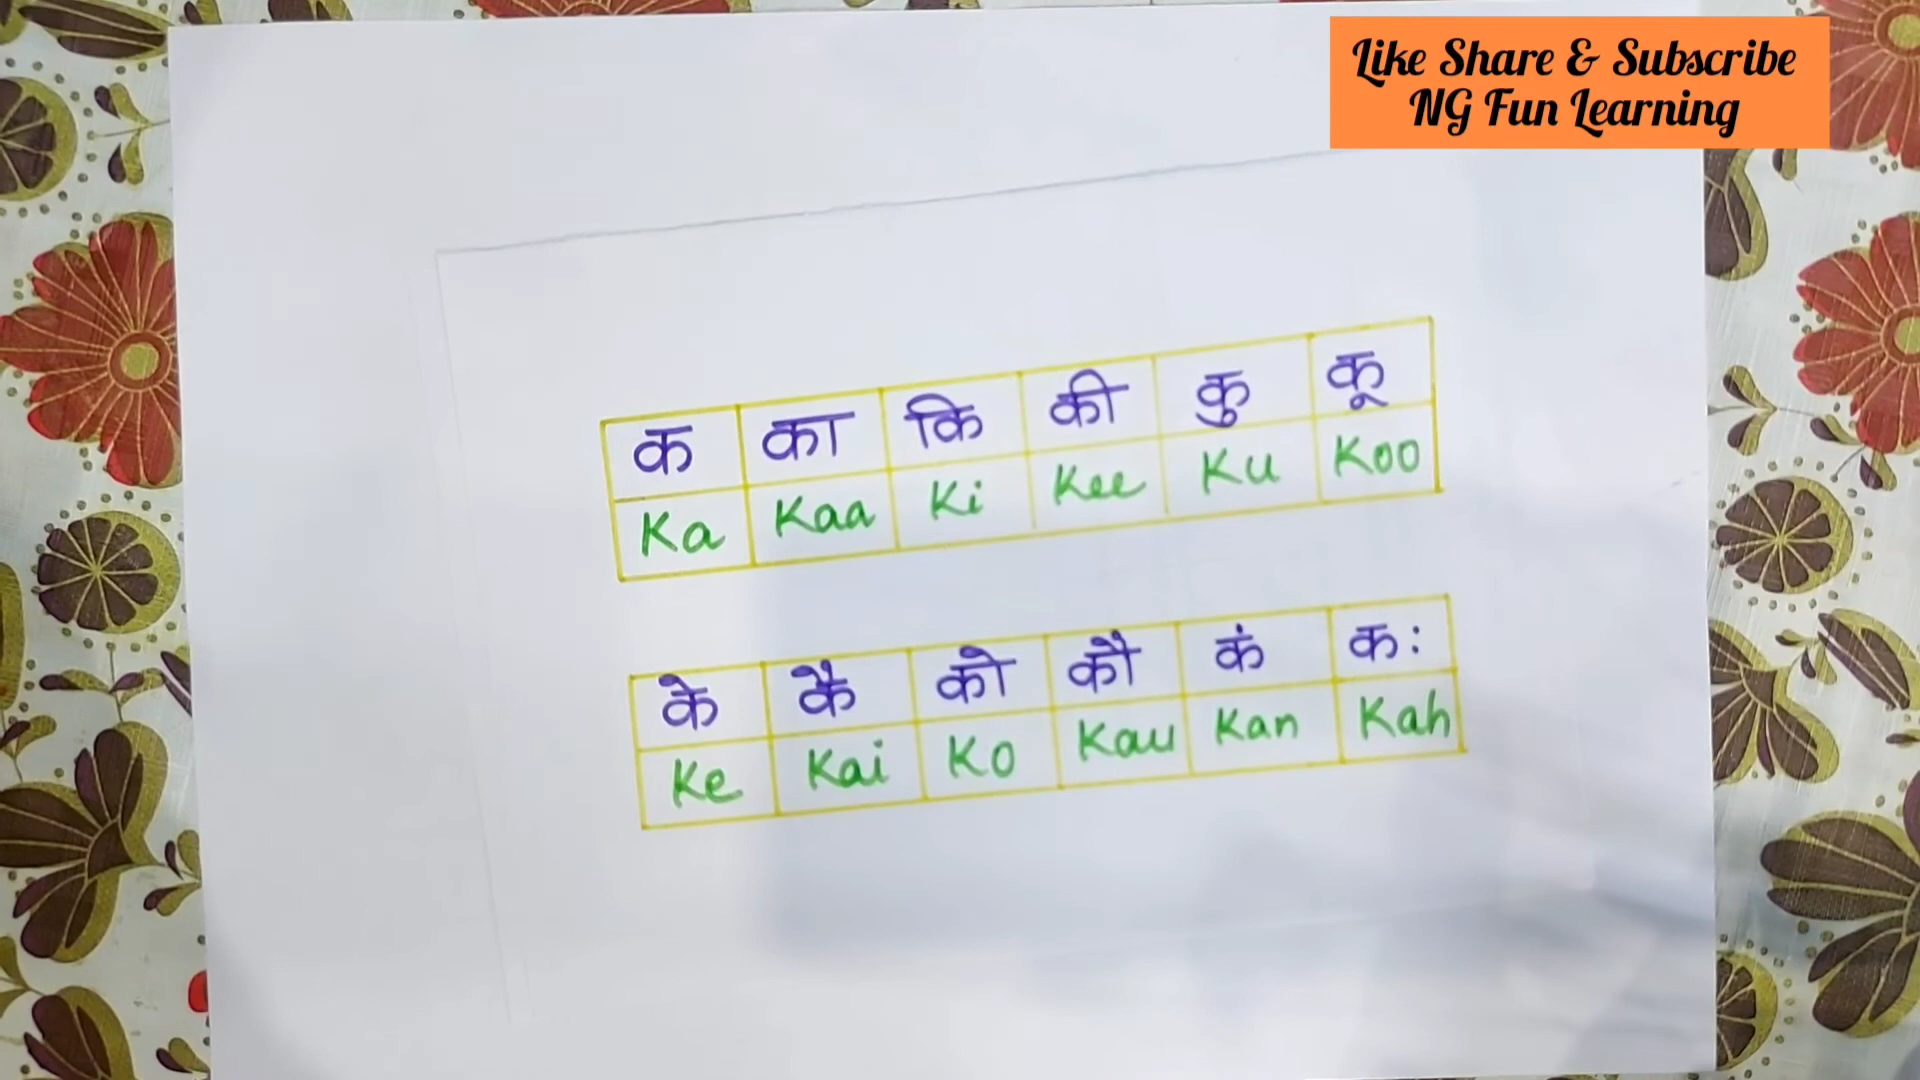 Like Share & Subscribe
NG Fun Learning
क का कि की कु कू
Ka Kaa Ki Kee Ku Koo
के कै को कौ कं कः
Ke Kai Ko Kau Kan Kah